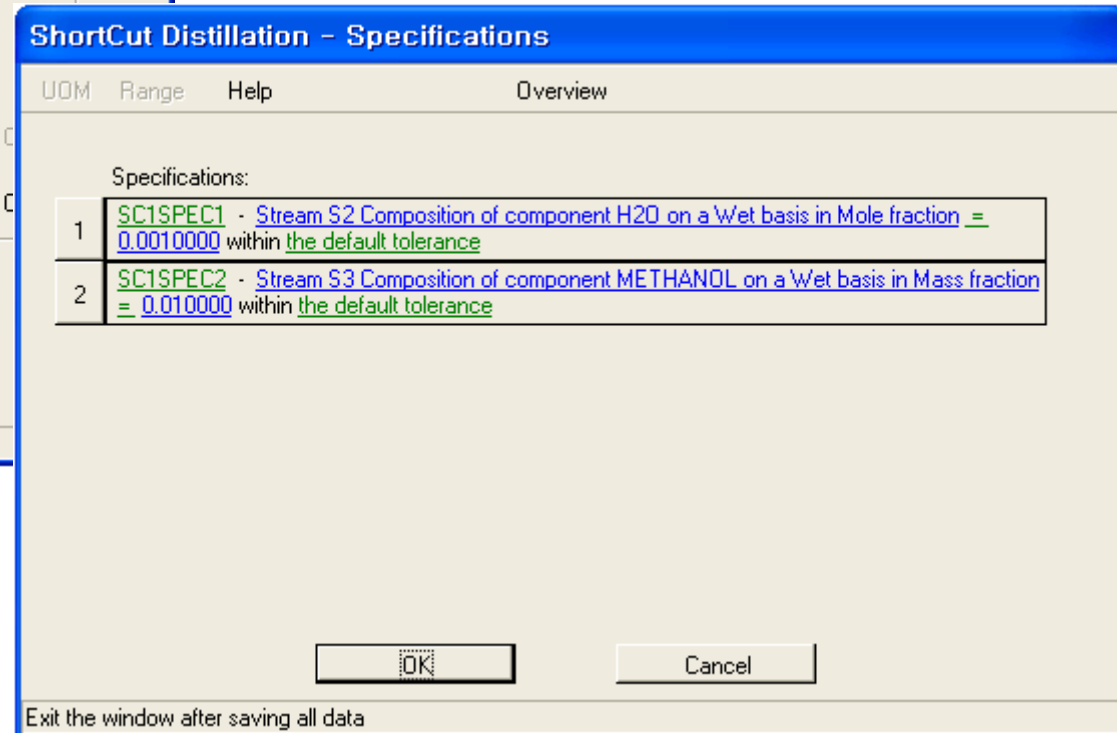 ShortCut Distillation - Specifications
UOM Range Help Overview
Specifications:
1 SC1SPEC1 - Stream S2 Composition of component H2O on a Wet basis in Mole fraction =
0.0010000 within the default tolerance
2 SC1SPEC2 - Stream S3 Composition of component METHANOL on a Wet basis in Mass fraction
= 0.010000 within the default tolerance
OK Cancel
Exit the window after saving all data